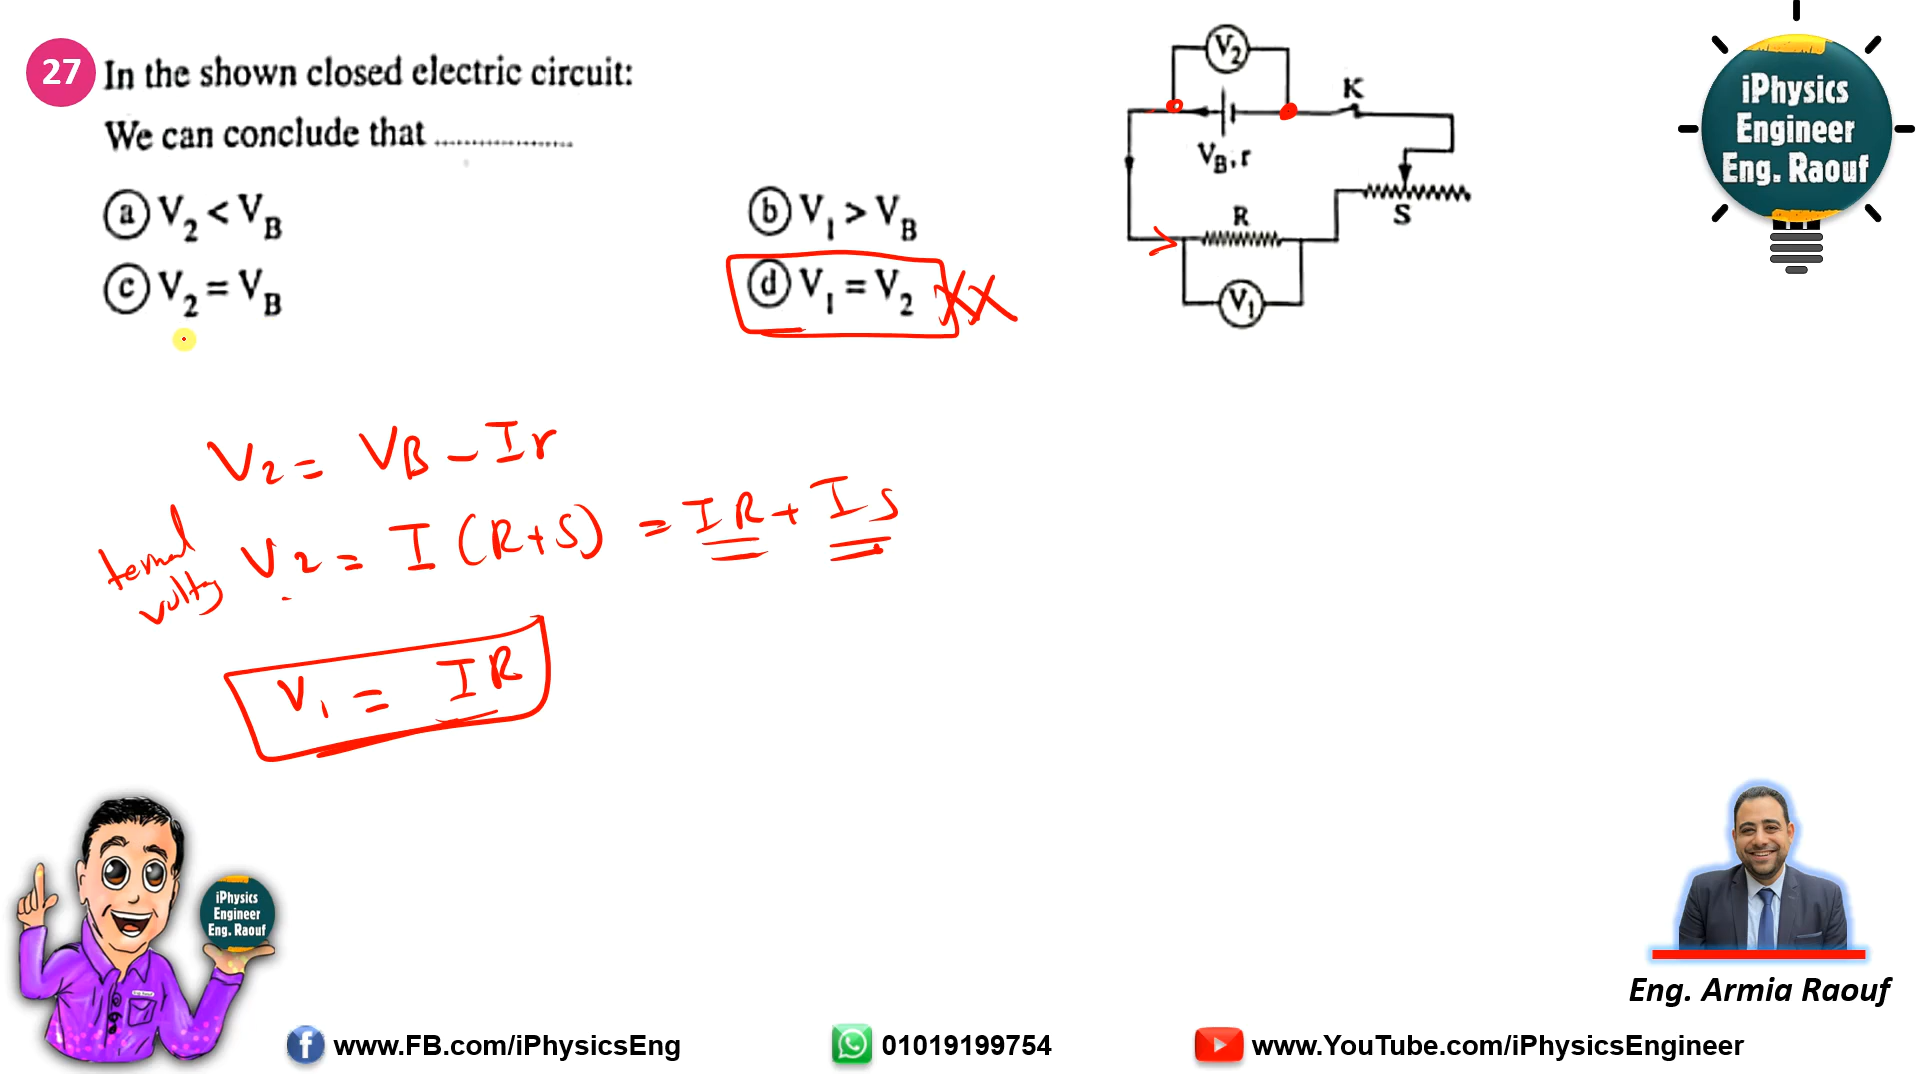 27 In the shown closed electric circuit:
We can conclude that ....................
ⓐ V₂ < V_B
ⓑ V₁ > V_B
ⓒ V₂ = V_B
ⓓ V₁ = V₂ XX
V₂
K
V_B, r
S
R
V₁
iPhysics
Engineer
Eng. Raouf
V₂ = V_B - Ir
V₂ = I (R+S) = IR + IS
V₁ = IR
iPhysics
Engineer
Eng. Raouf
Eng. Armia Raouf
www.FB.com/iPhysicsEng
01019199754
www.YouTube.com/iPhysicsEngineer